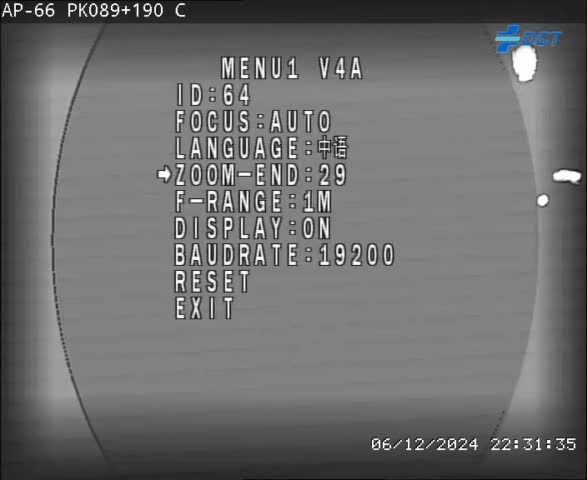 AP-66 PK089+190 C
DGT
MENU1 V4A
ID:64
FOCUS:AUTO
LANGUAGE:中语
ZOOM-END:29
F-RANGE:1M
DISPLAY:ON
BAUDRATE:19200
RESET
EXIT
06/12/2024 22:31:35